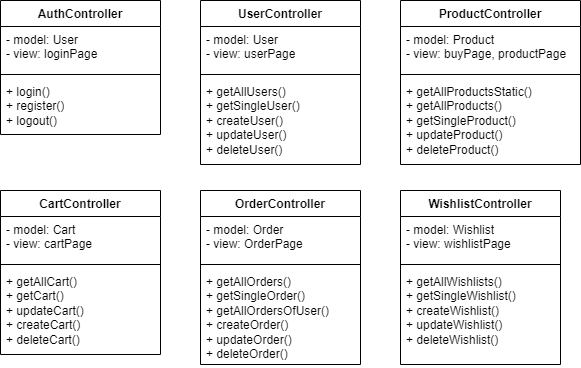 AuthController
- model: User
- view: loginPage
+ login()
+ register()
+ logout()
UserController
- model: User
- view: userPage
+ getAllUsers()
+ getSingleUser()
+ createUser()
+ updateUser()
+ deleteUser()
ProductController
- model: Product
- view: buyPage, productPage
+ getAllProductsStatic()
+ getAllProducts()
+ getSingleProduct()
+ updateProduct()
+ deleteProduct()
CartController
- model: Cart
- view: cartPage
+ getAllCart()
+ getCart()
+ updateCart()
+ createCart()
+ deleteCart()
OrderController
- model: Order
- view: OrderPage
+ getAllOrders()
+ getSingleOrder()
+ getAllOrdersOfUser()
+ createOrder()
+ updateOrder()
+ deleteOrder()
WishlistController
- model: Wishlist
- view: wishlistPage
+ getAllWishlists()
+ getSingleWishlist()
+ createWishlist()
+ updateWishlist()
+ deleteWishlist()